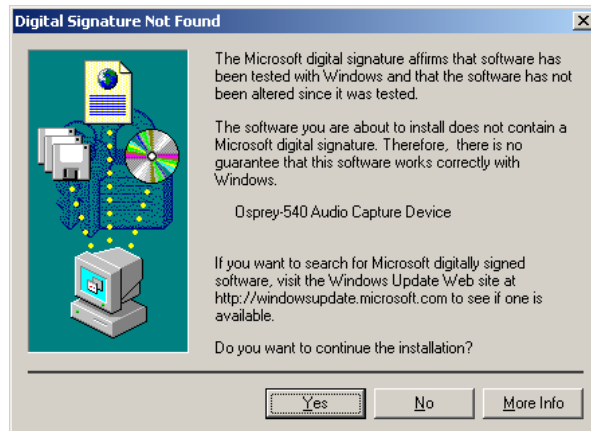 Digital Signature Not Found
The Microsoft digital signature affirms that software has
been tested with Windows and that the software has not
been altered since it was tested.
The software you are about to install does not contain a
Microsoft digital signature. Therefore, there is no
guarantee that this software works correctly with
Windows.
Osprey-540 Audio Capture Device
If you want to search for Microsoft digitally signed
software, visit the Windows Update Web site at
http://windowsupdate.microsoft.com to see if one is
available.
Do you want to continue the installation?
Yes
No
More Info